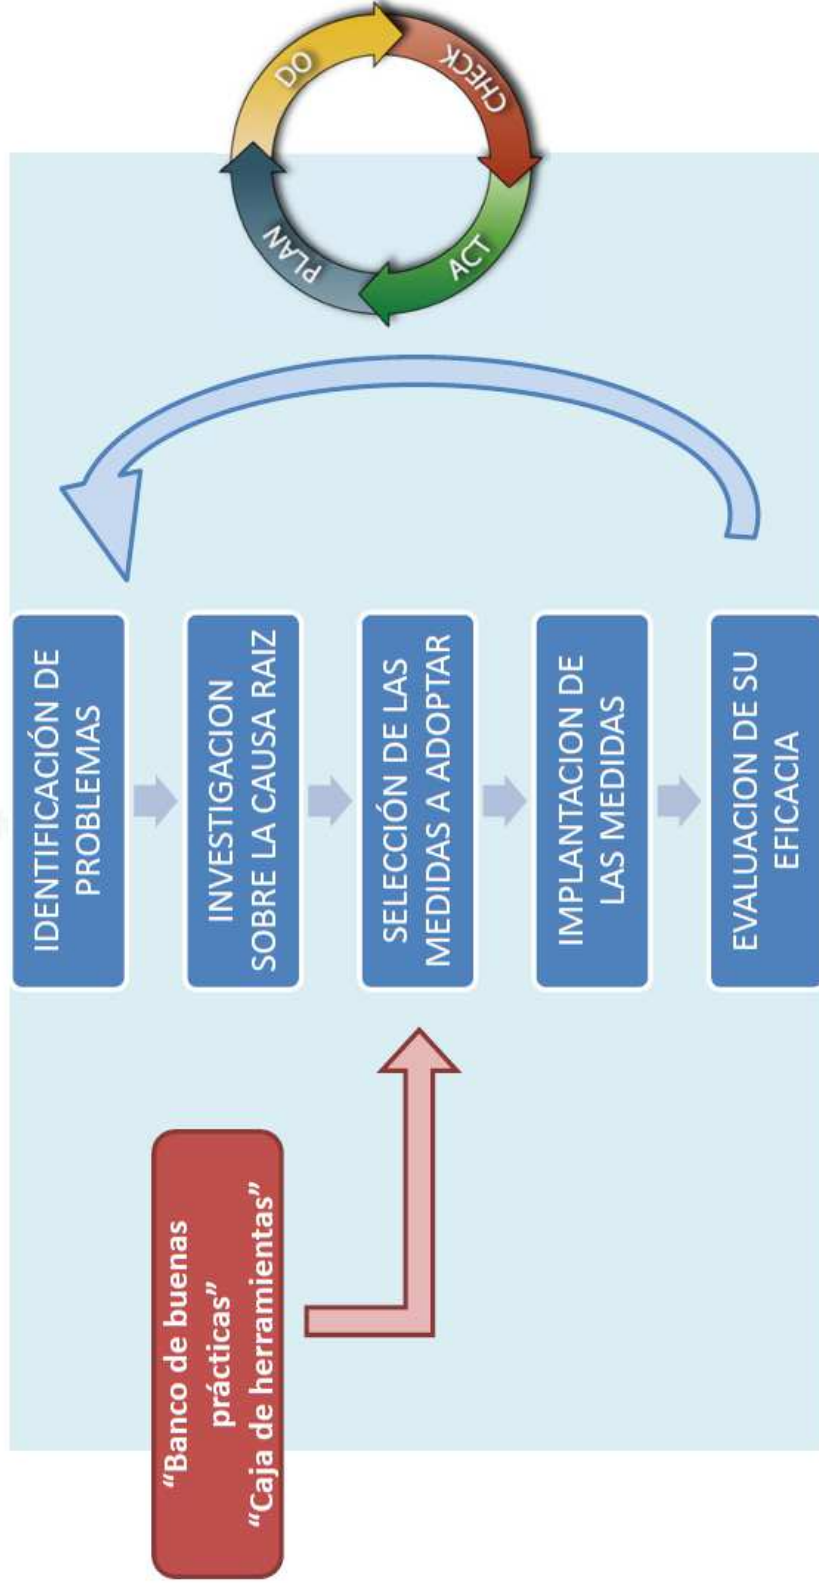 IDENTIFICACIÓN DE
PROBLEMAS
INVESTIGACION
SOBRE LA CAUSA RAIZ
SELECCIÓN DE LAS
MEDIDAS A ADOPTAR
IMPLANTACION DE
LAS MEDIDAS
EVALUACION DE SU
EFICACIA
“Banco de buenas
prácticas”
“Caja de herramientas”
PLAN
DO
CHECK
ACT